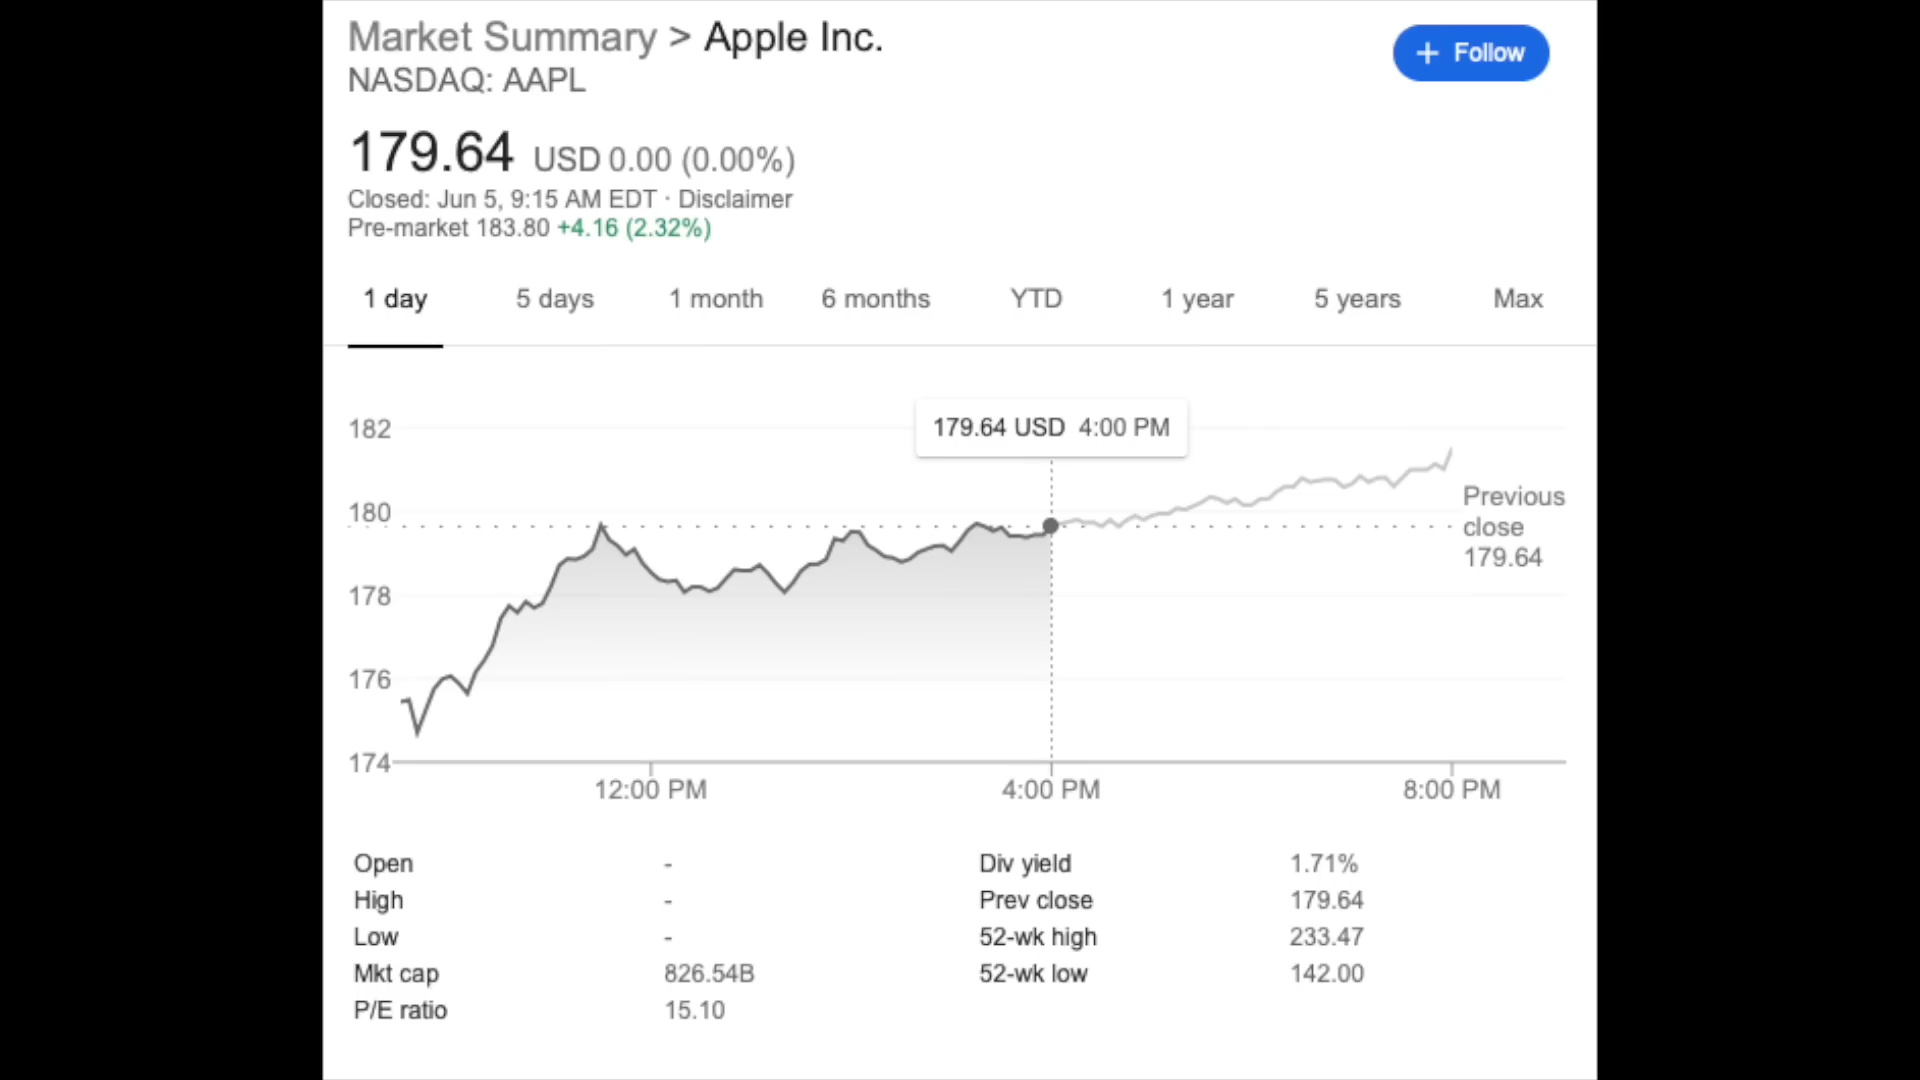 Market Summary > Apple Inc.
NASDAQ: AAPL
+ Follow
179.64 USD 0.00 (0.00%)
Closed: Jun 5, 9:15 AM EDT · Disclaimer
Pre-market 183.80 +4.16 (2.32%)
1 day 5 days 1 month 6 months YTD 1 year 5 years Max
179.64 USD 4:00 PM
182
180
178
176
174
Previous
close
179.64
12:00 PM 4:00 PM 8:00 PM
Open -
High -
Low -
Mkt cap 826.54B
P/E ratio 15.10
Div yield 1.71%
Prev close 179.64
52-wk high 233.47
52-wk low 142.00